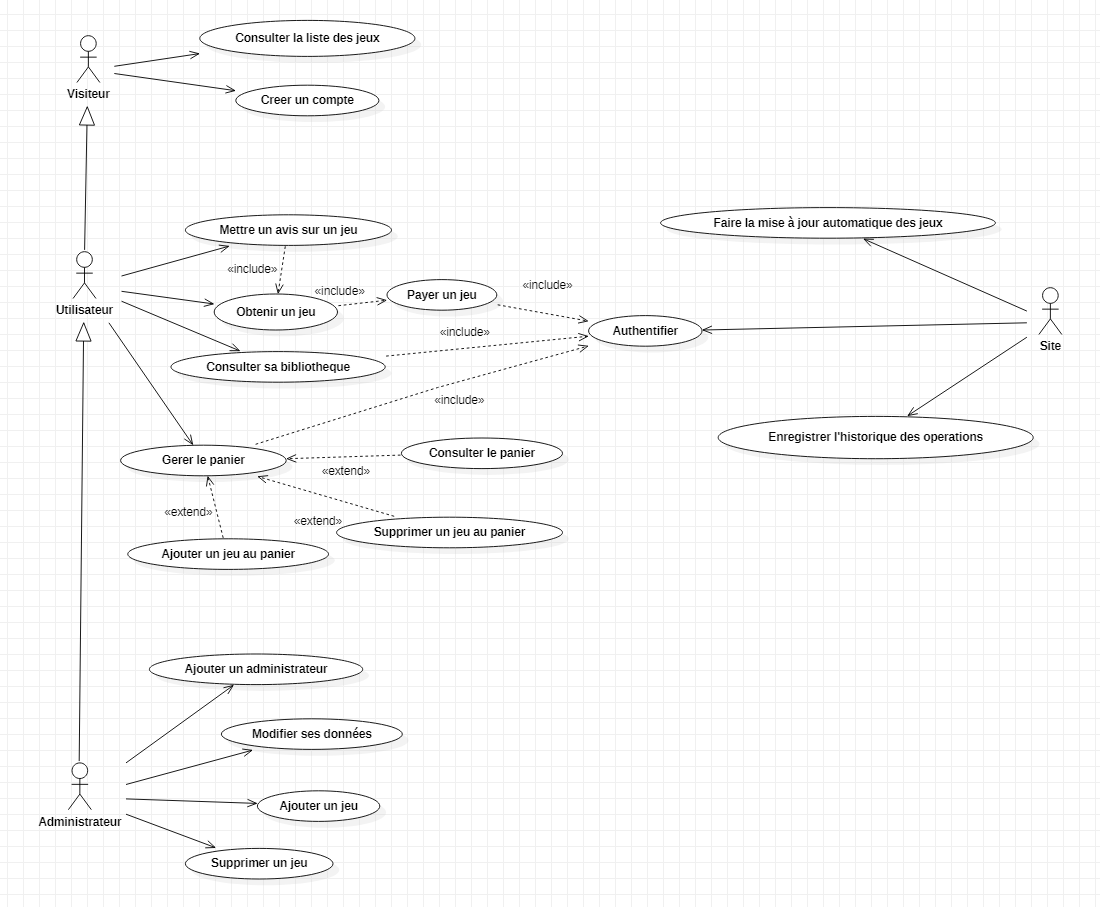 Consulter la liste des jeux
Creer un compte
Visiteur
Mettre un avis sur un jeu
Faire la mise à jour automatique des jeux
«include»
Utilisateur
Obtenir un jeu
«include»
Payer un jeu
«include»
Authentifier
Site
«include»
Consulter sa bibliotheque
«include»
Enregistrer l'historique des operations
Gerer le panier
Consulter le panier
«extend»
«extend»
«extend»
Supprimer un jeu au panier
Ajouter un jeu au panier
Ajouter un administrateur
Modifier ses données
Ajouter un jeu
Administrateur
Supprimer un jeu